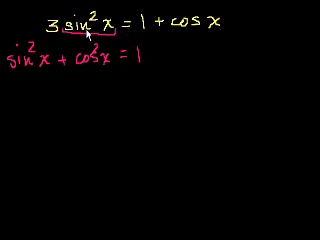 3 sin² x = 1 + cos x
sin² x + cos² x = 1